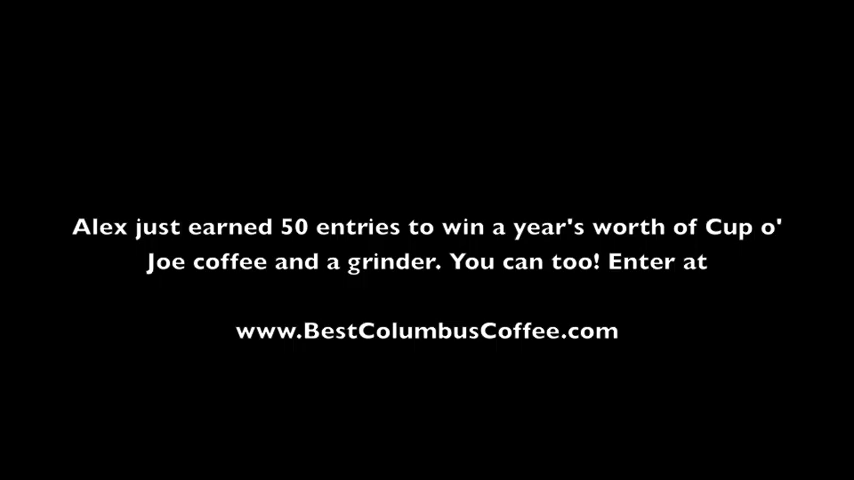 Alex just earned 50 entries to win a year's worth of Cup o'
Joe coffee and a grinder. You can too! Enter at
www.BestColumbusCoffee.com